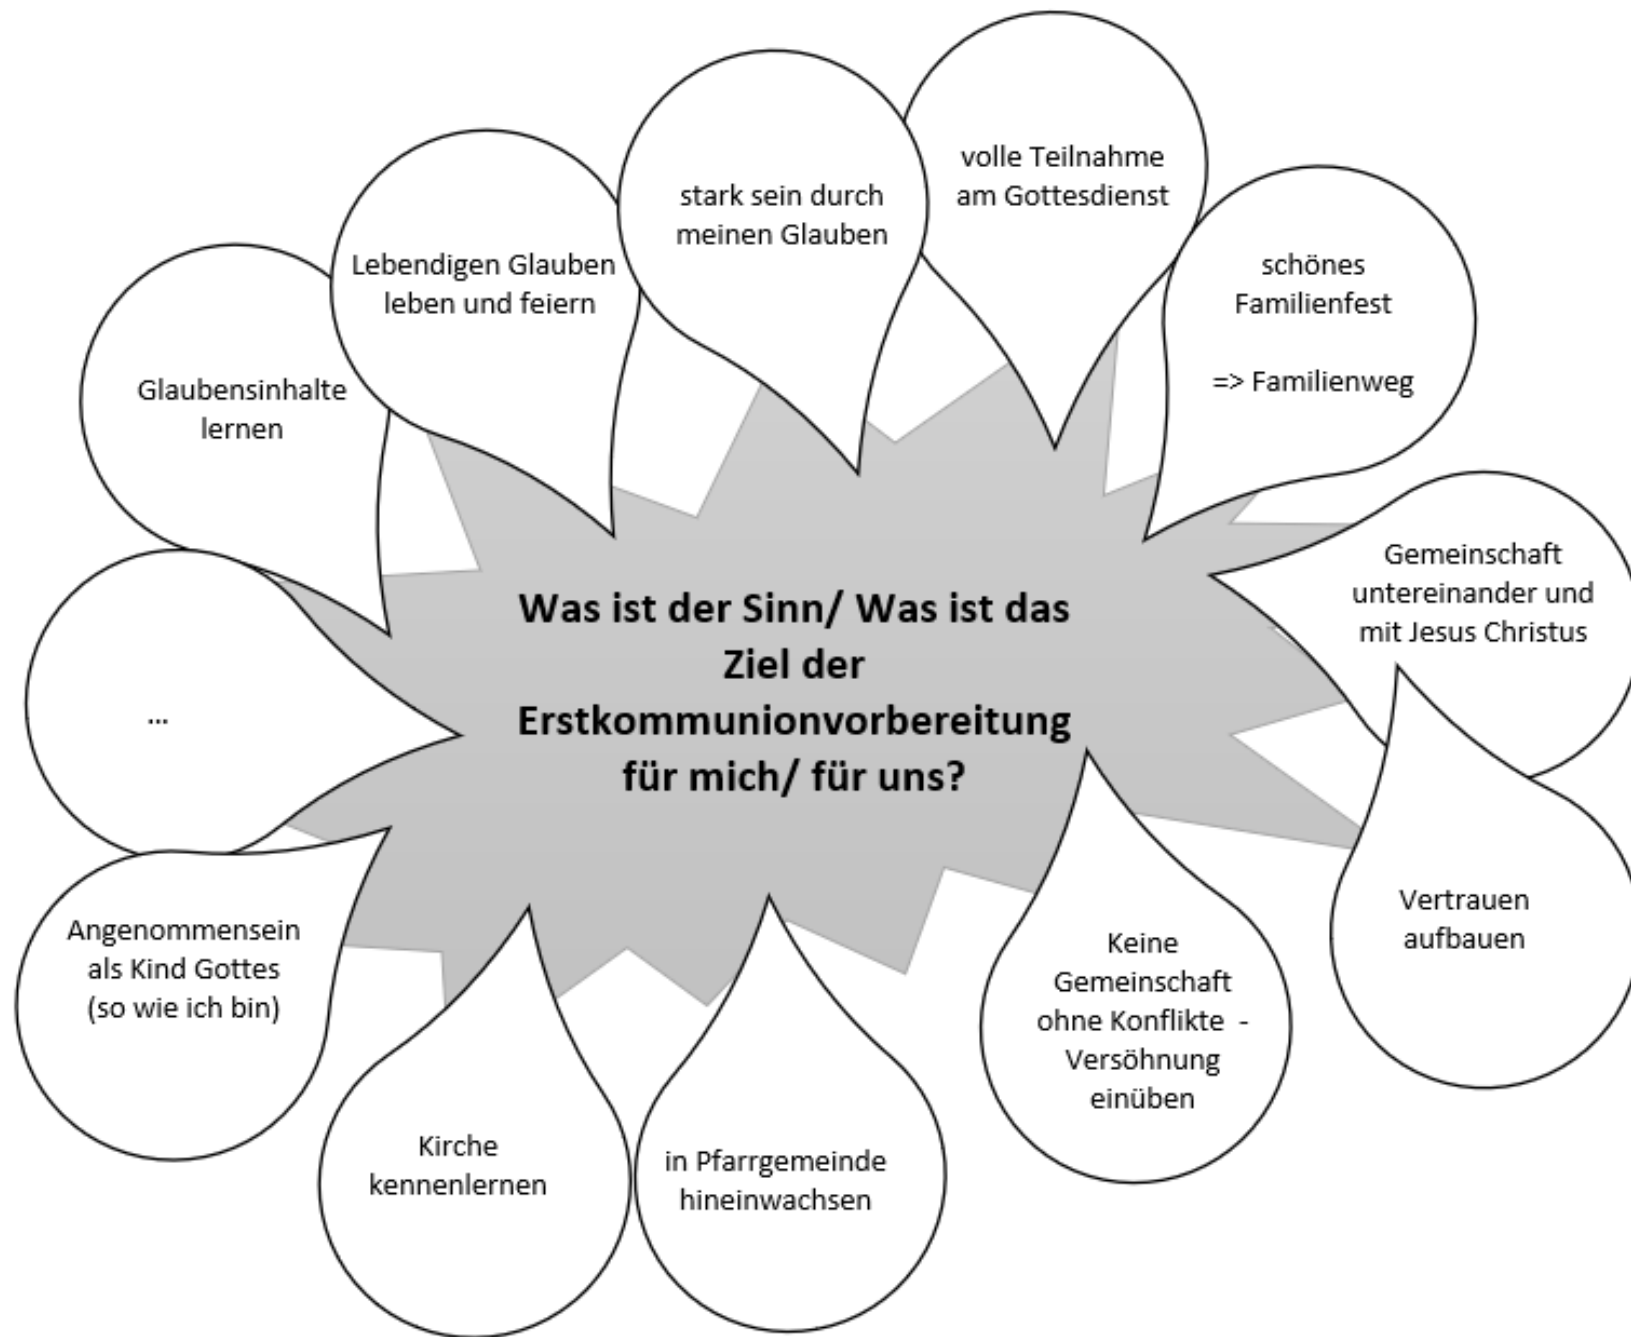 volle Teilnahme
am Gottesdienst
stark sein durch
meinen Glauben
Lebendigen Glauben
leben und feiern
schönes
Familienfest
=> Familienweg
Glaubensinhalte
lernen
Gemeinschaft
untereinander und
mit Jesus Christus
Was ist der Sinn/ Was ist das
Ziel der
Erstkommunionvorbereitung
für mich/ für uns?
...
Vertrauen
aufbauen
Angenommensein
als Kind Gottes
(so wie ich bin)
Keine
Gemeinschaft
ohne Konflikte -
Versöhnung
einüben
Kirche
kennenlernen
in Pfarrgemeinde
hineinwachsen